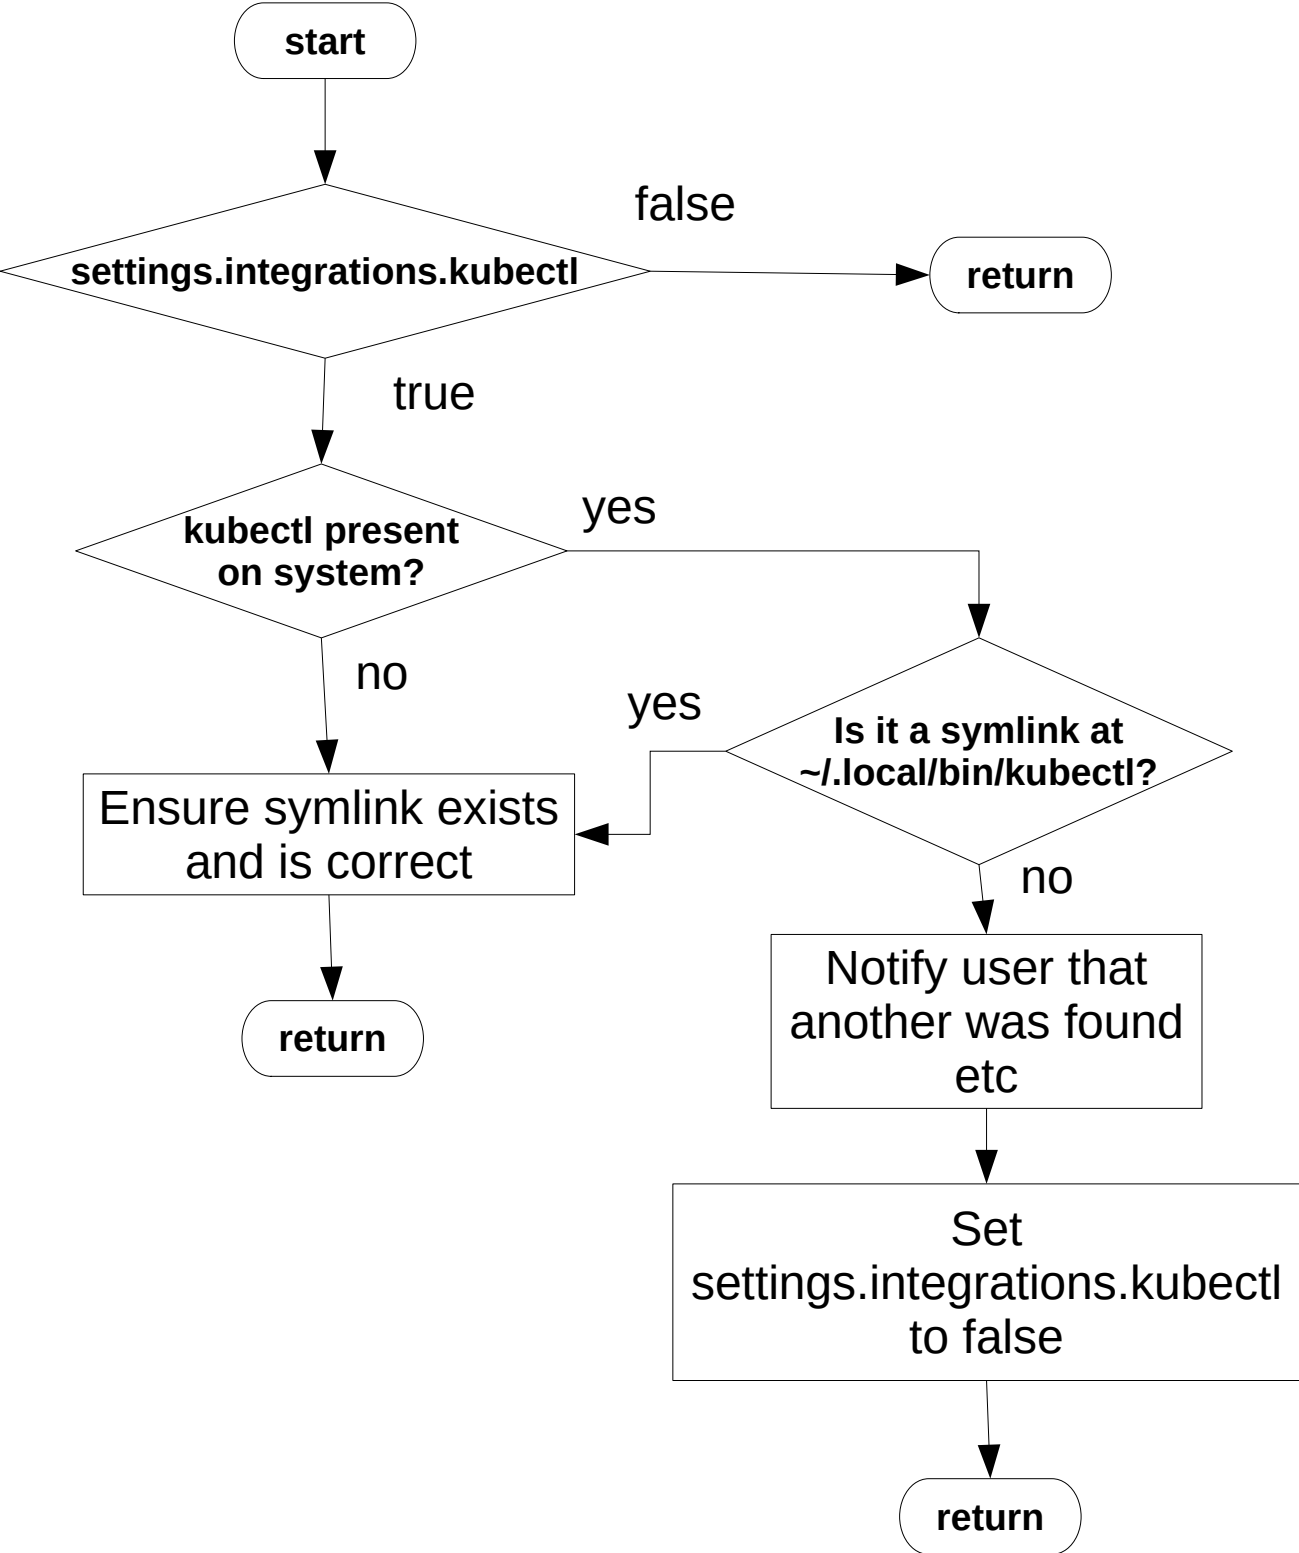 start
false
settings.integrations.kubectl
return
true
yes
kubectl present
on system?
no
yes
Is it a symlink at
~/.local/bin/kubectl?
Ensure symlink exists
and is correct
no
Notify user that
another was found
etc
return
Set
settings.integrations.kubectl
to false
return